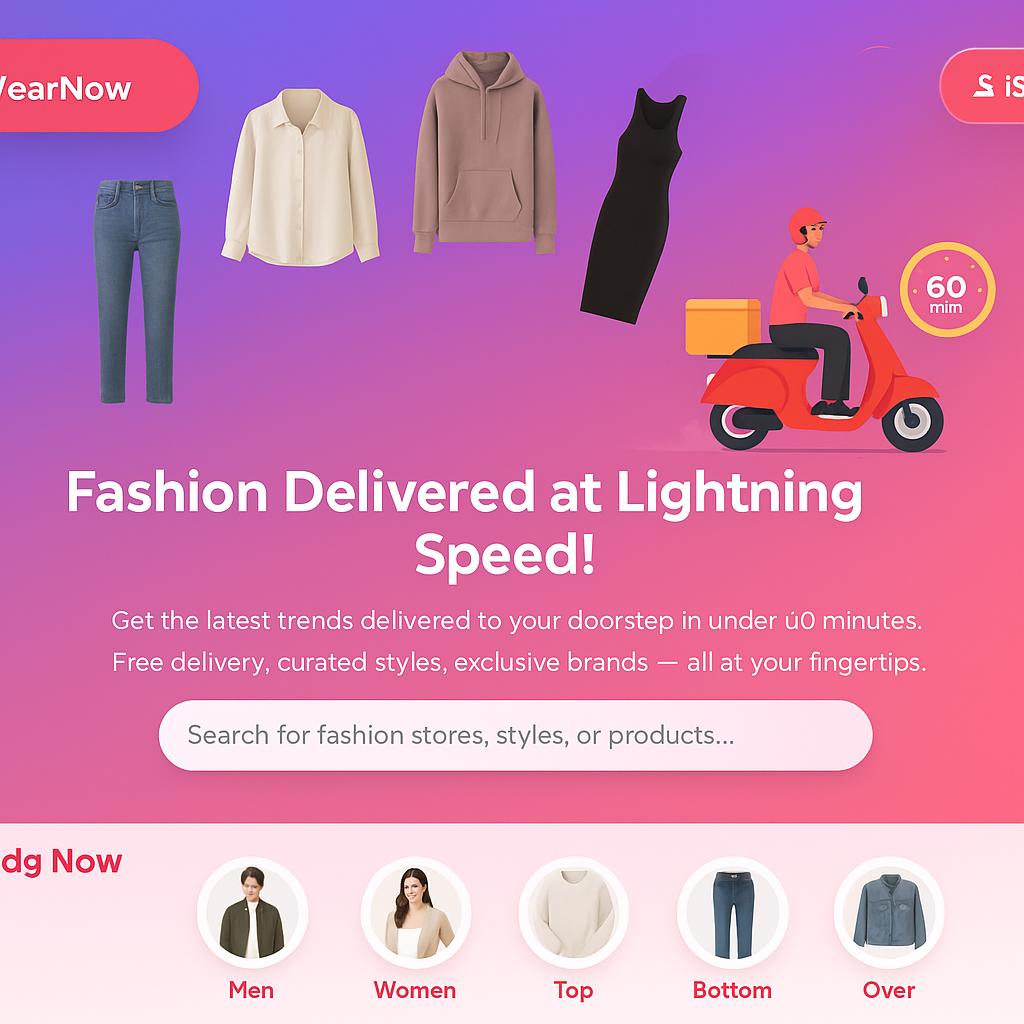 earNow
iS
60
mim
Fashion Delivered at Lightning
Speed!
Get the latest trends delivered to your doorstep in under ú0 minutes.
Free delivery, curated styles, exclusive brands — all at your fingertips.
Search for fashion stores, styles, or products...
dg Now
Men
Women
Top
Bottom
Over